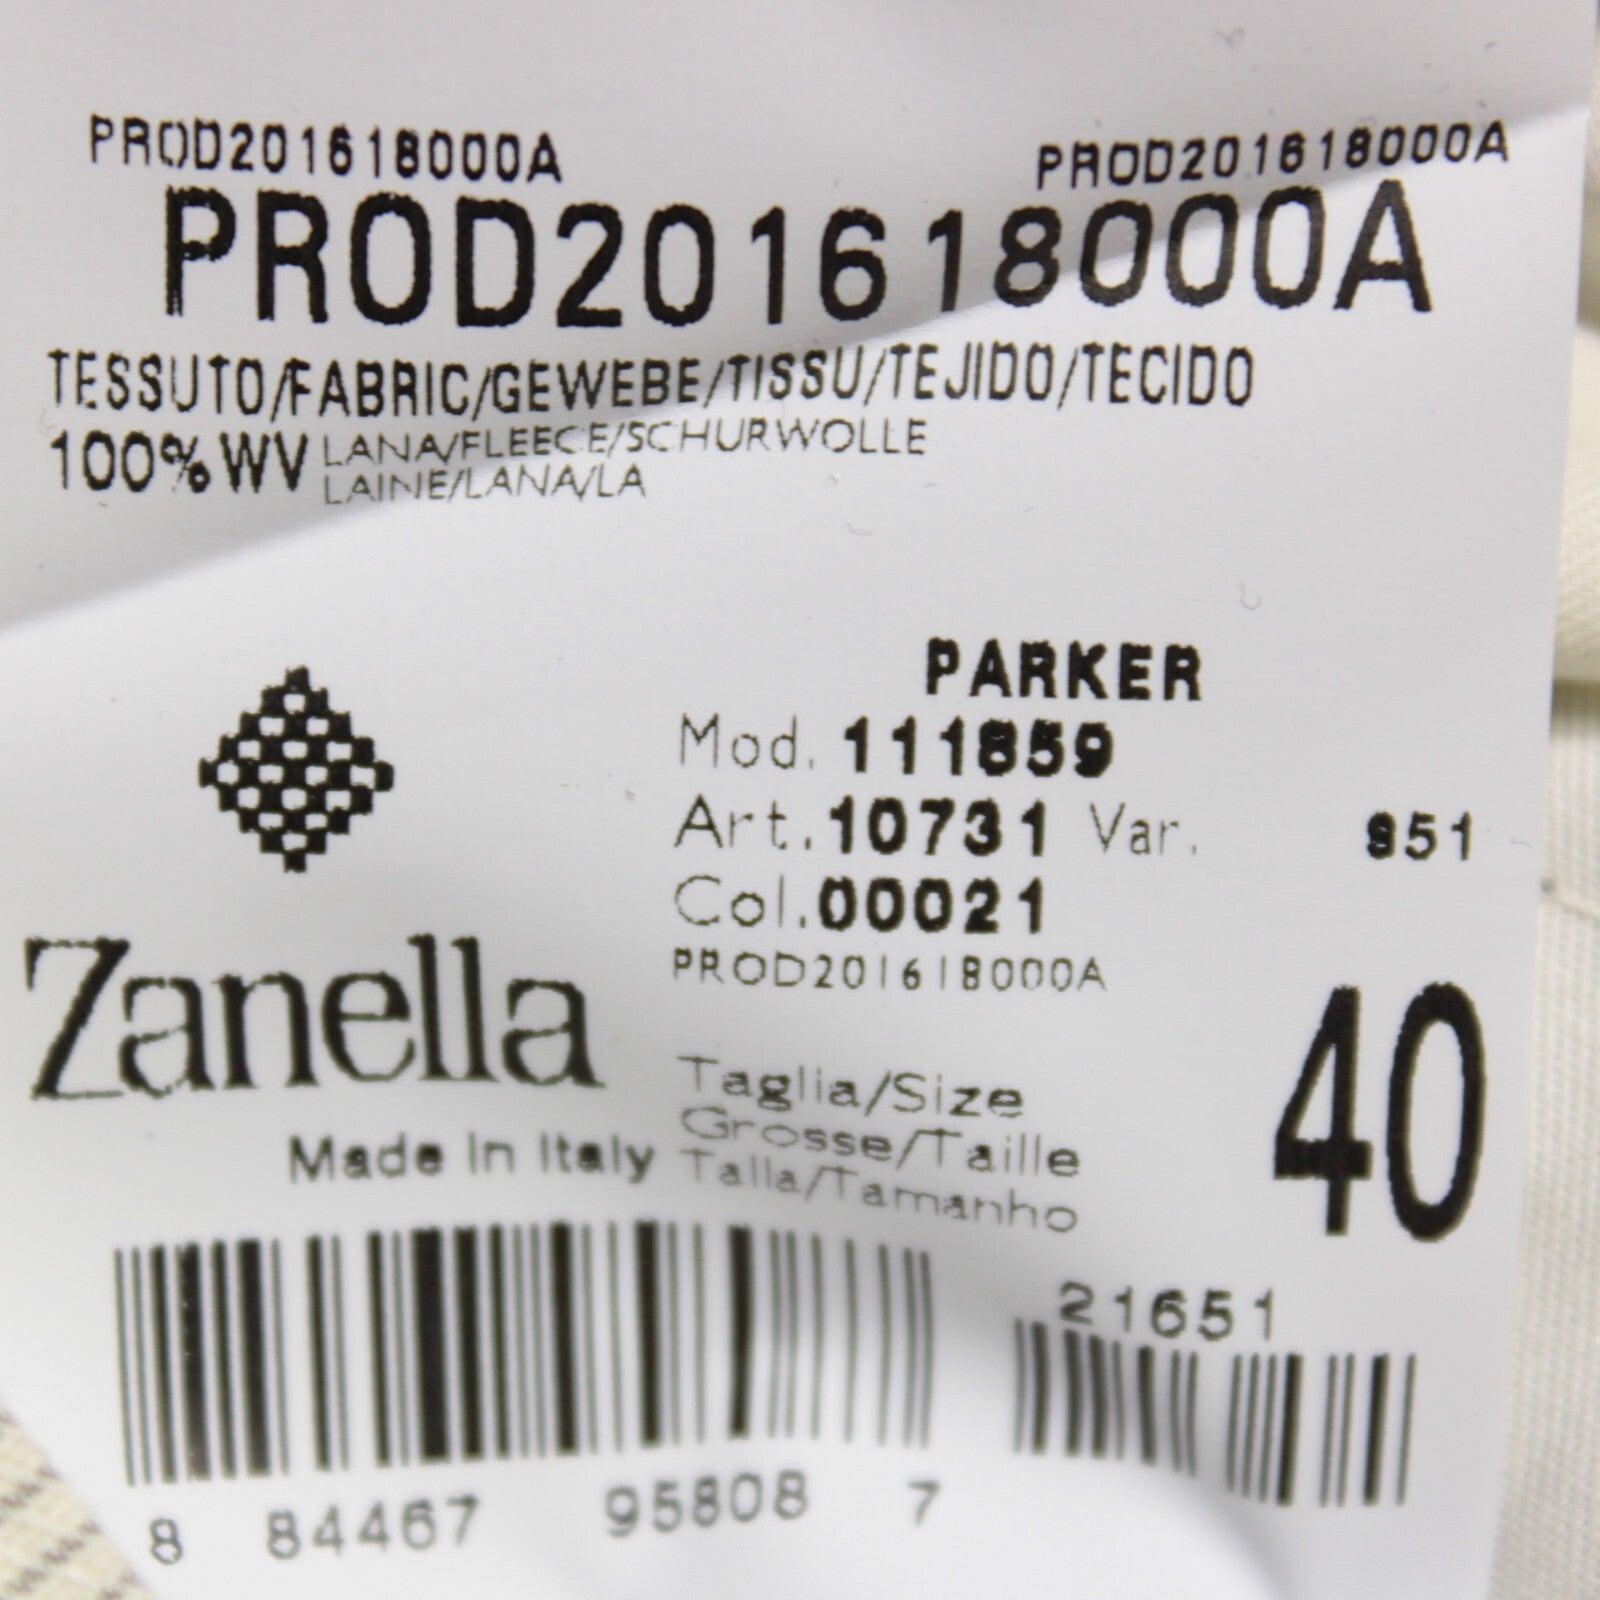 PROD201618000A PROD201618000A
PROD201618000A
TESSUTO/FABRIC/GEWEBE/TISSU/TEJIDO/TECIDO
100%WV LANA/FLEECE/SCHURWOLLE
LAINE/LANA/LA
PARKER
Mod. 111859
Art. 10731 Var. 851
Col. 00021
PROD201618000A
Zanella
Made In Italy
Taglia/Size
Grosse/Taille
Talla/Tamanho
40
21651
8 84467 95808 7